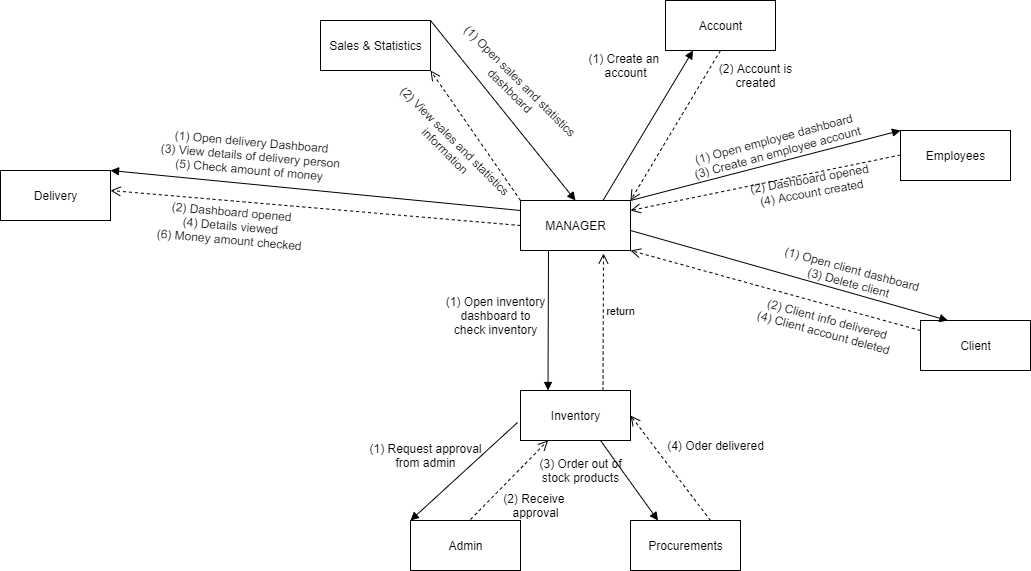 Account
Sales & Statistics
(1) Open sales and statistics
dashboard
(1) Create an
account
(2) Account is
created
(2) View sales and statistics
information
(1) Open delivery Dashboard
(3) View details of delivery person
(5) Check amount of money
(1) Open employee dashboard
(3) Create an employee account
Employees
Delivery
(2) Dashboard opened
(4) Account created
(2) Dashboard opened
(4) Details viewed
(6) Money amount checked
MANAGER
(1) Open client dashboard
(3) Delete client
(1) Open inventory
dashboard to
check inventory
return
(2) Client info delivered
(4) Client account deleted
Client
Inventory
(1) Request approval
from admin
(4) Oder delivered
(3) Order out of
stock products
(2) Receive
approval
Admin
Procurements